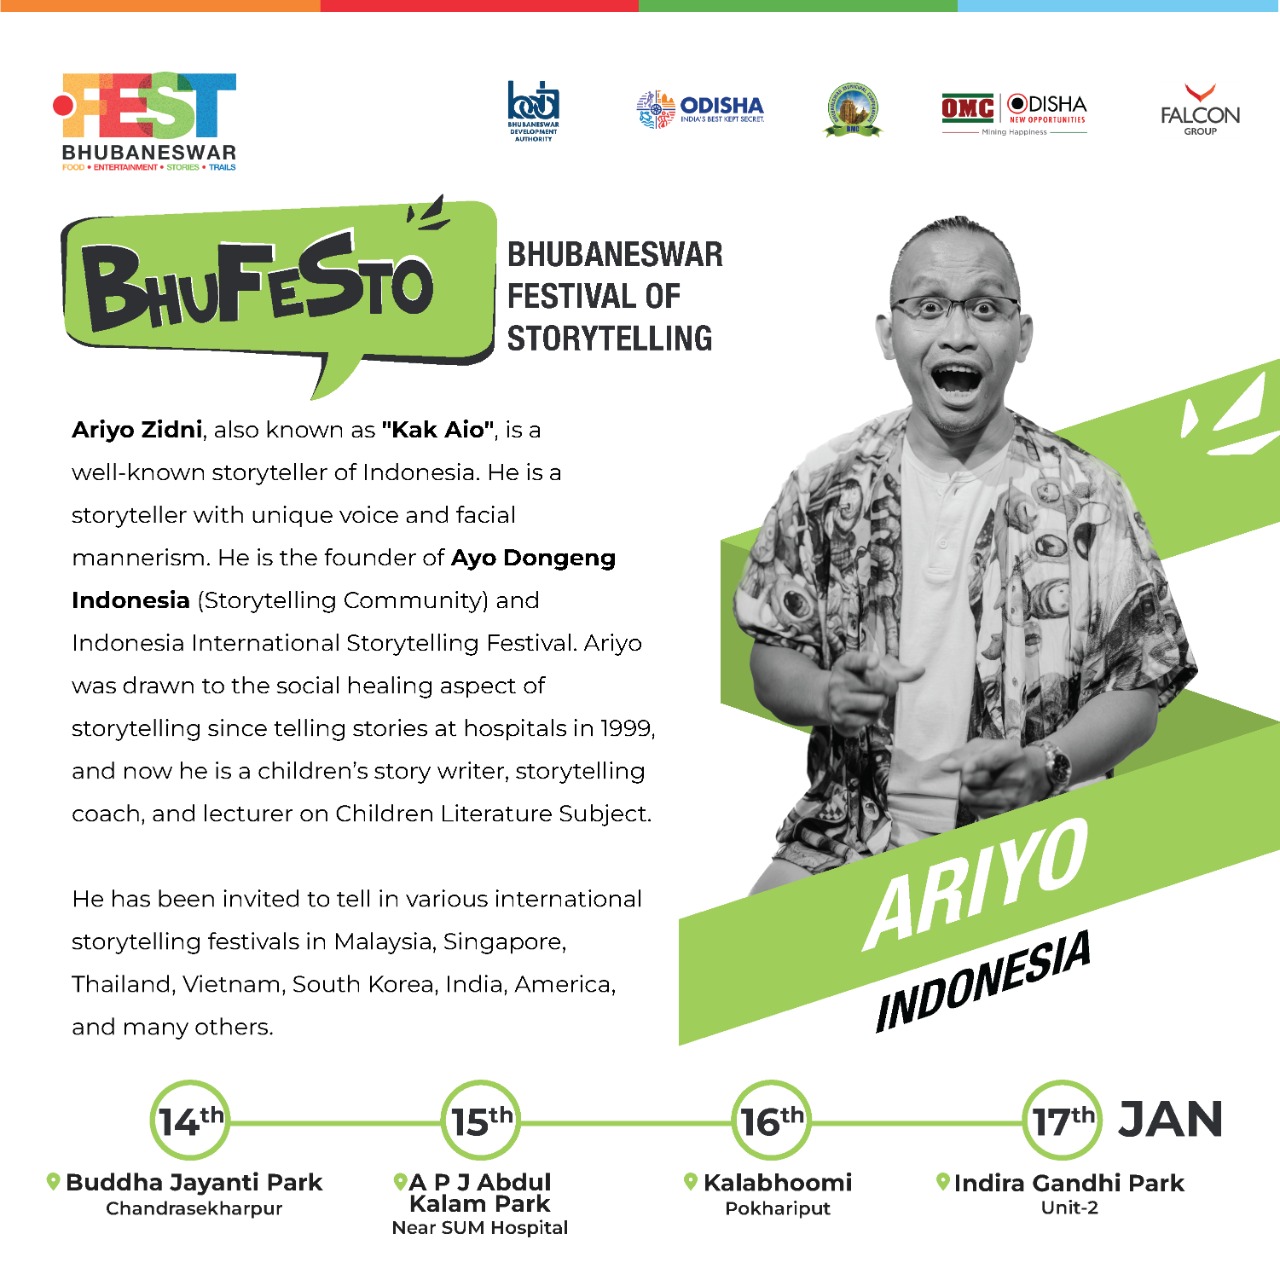 FEST
BHUBANESWAR
FOOD • ENTERTAINMENT • STORIES • TRAILS
bda
BHUBANESWAR
DEVELOPMENT
AUTHORITY
ODISHA
INDIA'S BEST KEPT SECRET.
BMC
OMC
ODISHA
NEW OPPORTUNITIES
Mining Happiness
FALCON
GROUP
BHUFESTO
BHUBANESWAR
FESTIVAL OF
STORYTELLING
Ariyo Zidni, also known as "Kak Aio", is a
well-known storyteller of Indonesia. He is a
storyteller with unique voice and facial
mannerism. He is the founder of Ayo Dongeng
Indonesia (Storytelling Community) and
Indonesia International Storytelling Festival. Ariyo
was drawn to the social healing aspect of
storytelling since telling stories at hospitals in 1999,
and now he is a children's story writer, storytelling
coach, and lecturer on Children Literature Subject.
He has been invited to tell in various international
storytelling festivals in Malaysia, Singapore,
Thailand, Vietnam, South Korea, India, America,
and many others.
ARIYO
INDONESIA
14th
Buddha Jayanti Park
Chandrasekharpur
15th
A P J Abdul
Kalam Park
Near SUM Hospital
16th
Kalabhoomi
Pokhariput
17th JAN
Indira Gandhi Park
Unit-2